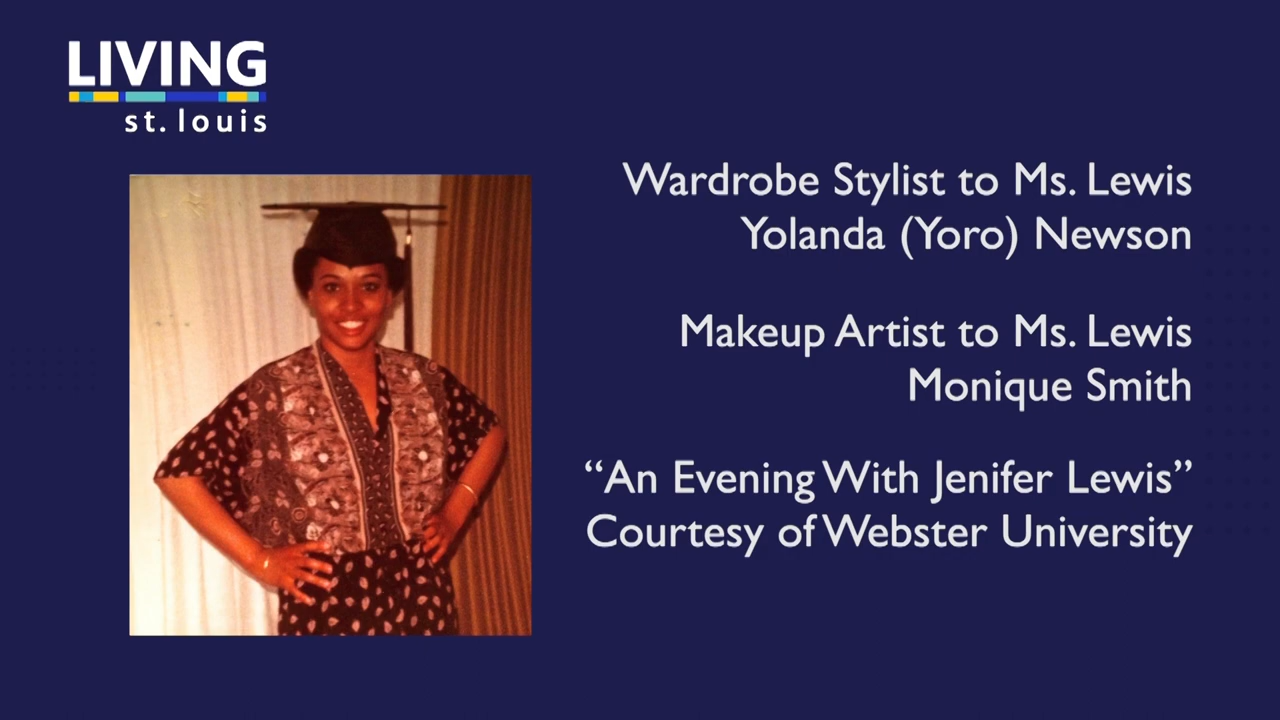 LIVING
st. louis
Wardrobe Stylist to Ms. Lewis
Yolanda (Yoro) Newson
Makeup Artist to Ms. Lewis
Monique Smith
“An Evening With Jenifer Lewis”
Courtesy of Webster University